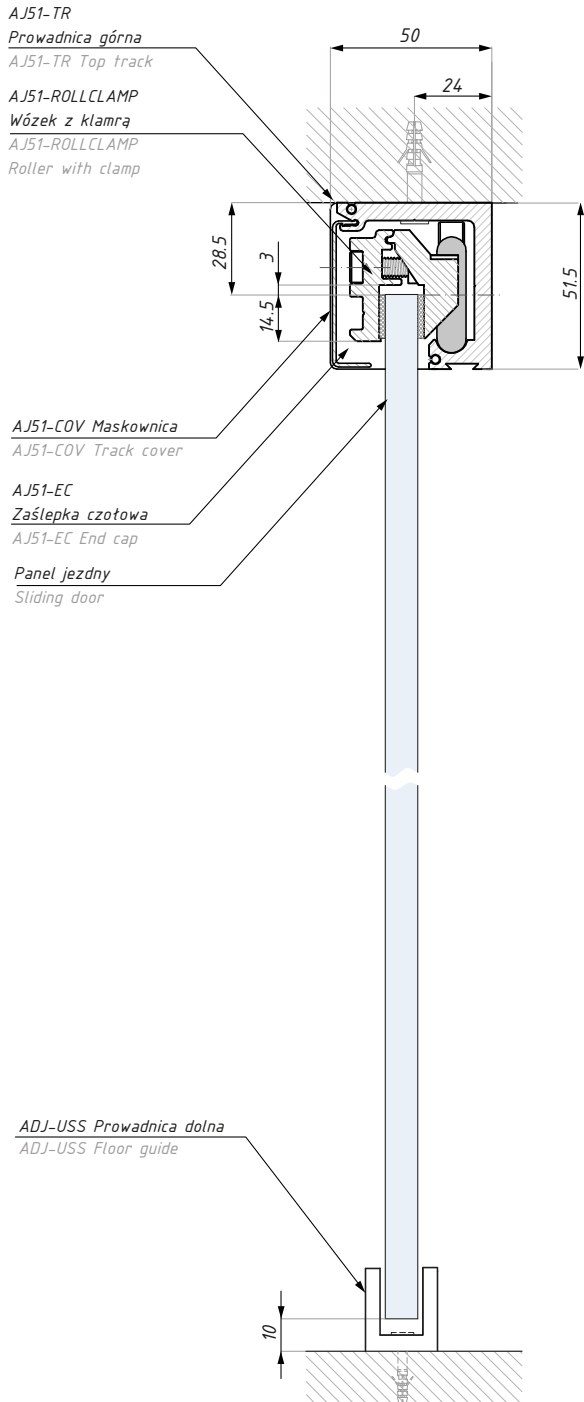 AJ51-TR
Prowadnica górna
AJ51-TR Top track
AJ51-ROLLCLAMP
Wózek z klamrą
AJ51-ROLLCLAMP
Roller with clamp
50
24
28.5
3
14.5
51.5
AJ51-COV Maskownica
AJ51-COV Track cover
AJ51-EC
Zaślepka czołowa
AJ51-EC End cap
Panel jezdny
Sliding door
ADJ-USS Prowadnica dolna
ADJ-USS Floor guide
10